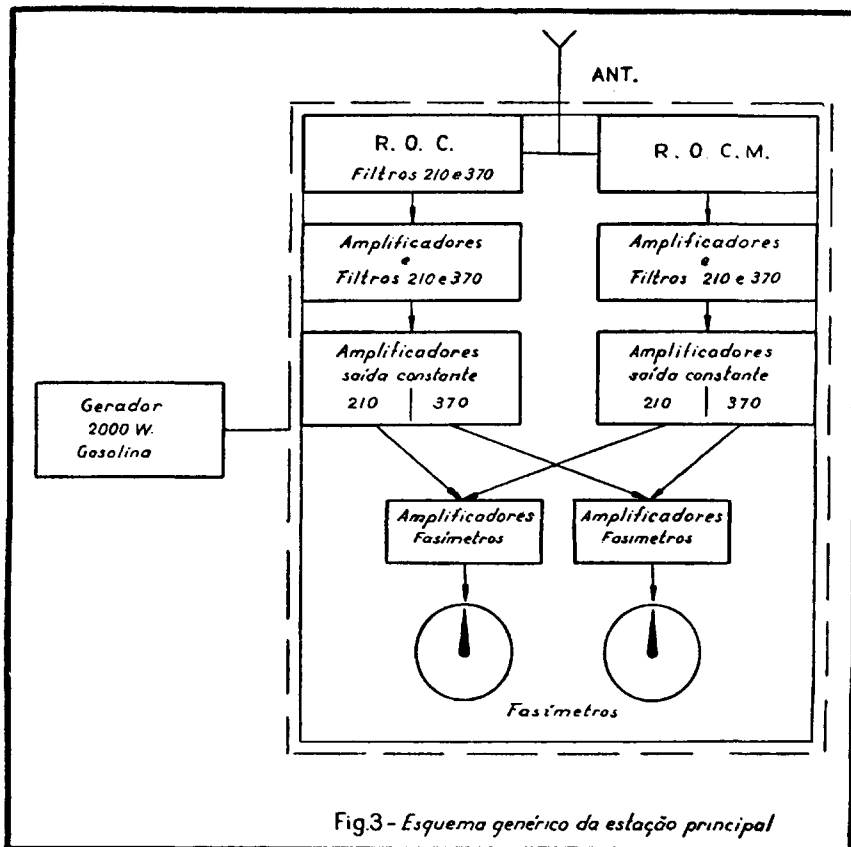 ANT.
R. O. C.
Filtros 210 e 370
R. O. C. M.
Amplificadores
e
Filtros 210 e 370
Amplificadores
e
Filtros 210 e 370
Amplificadores
saída constante
210 370
Amplificadores
saída constante
210 370
Gerador
2000 W.
Gasolina
Amplificadores
Fasímetros
Amplificadores
Fasímetros
Fasímetros
Fig.3 - Esquema genérico da estação principal